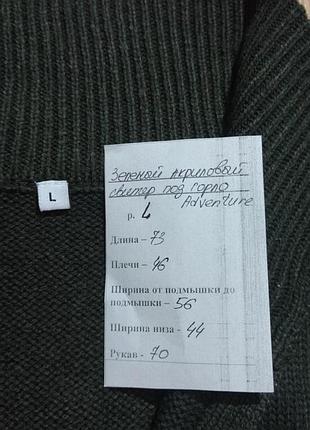 Зеленый акриловый
свитер под горло
Adventure
р. L
Длина – 73
Плечи – 46
Ширина от подмышки до
подмышки – 56
Ширина низа - 44
Рукав - 70
L